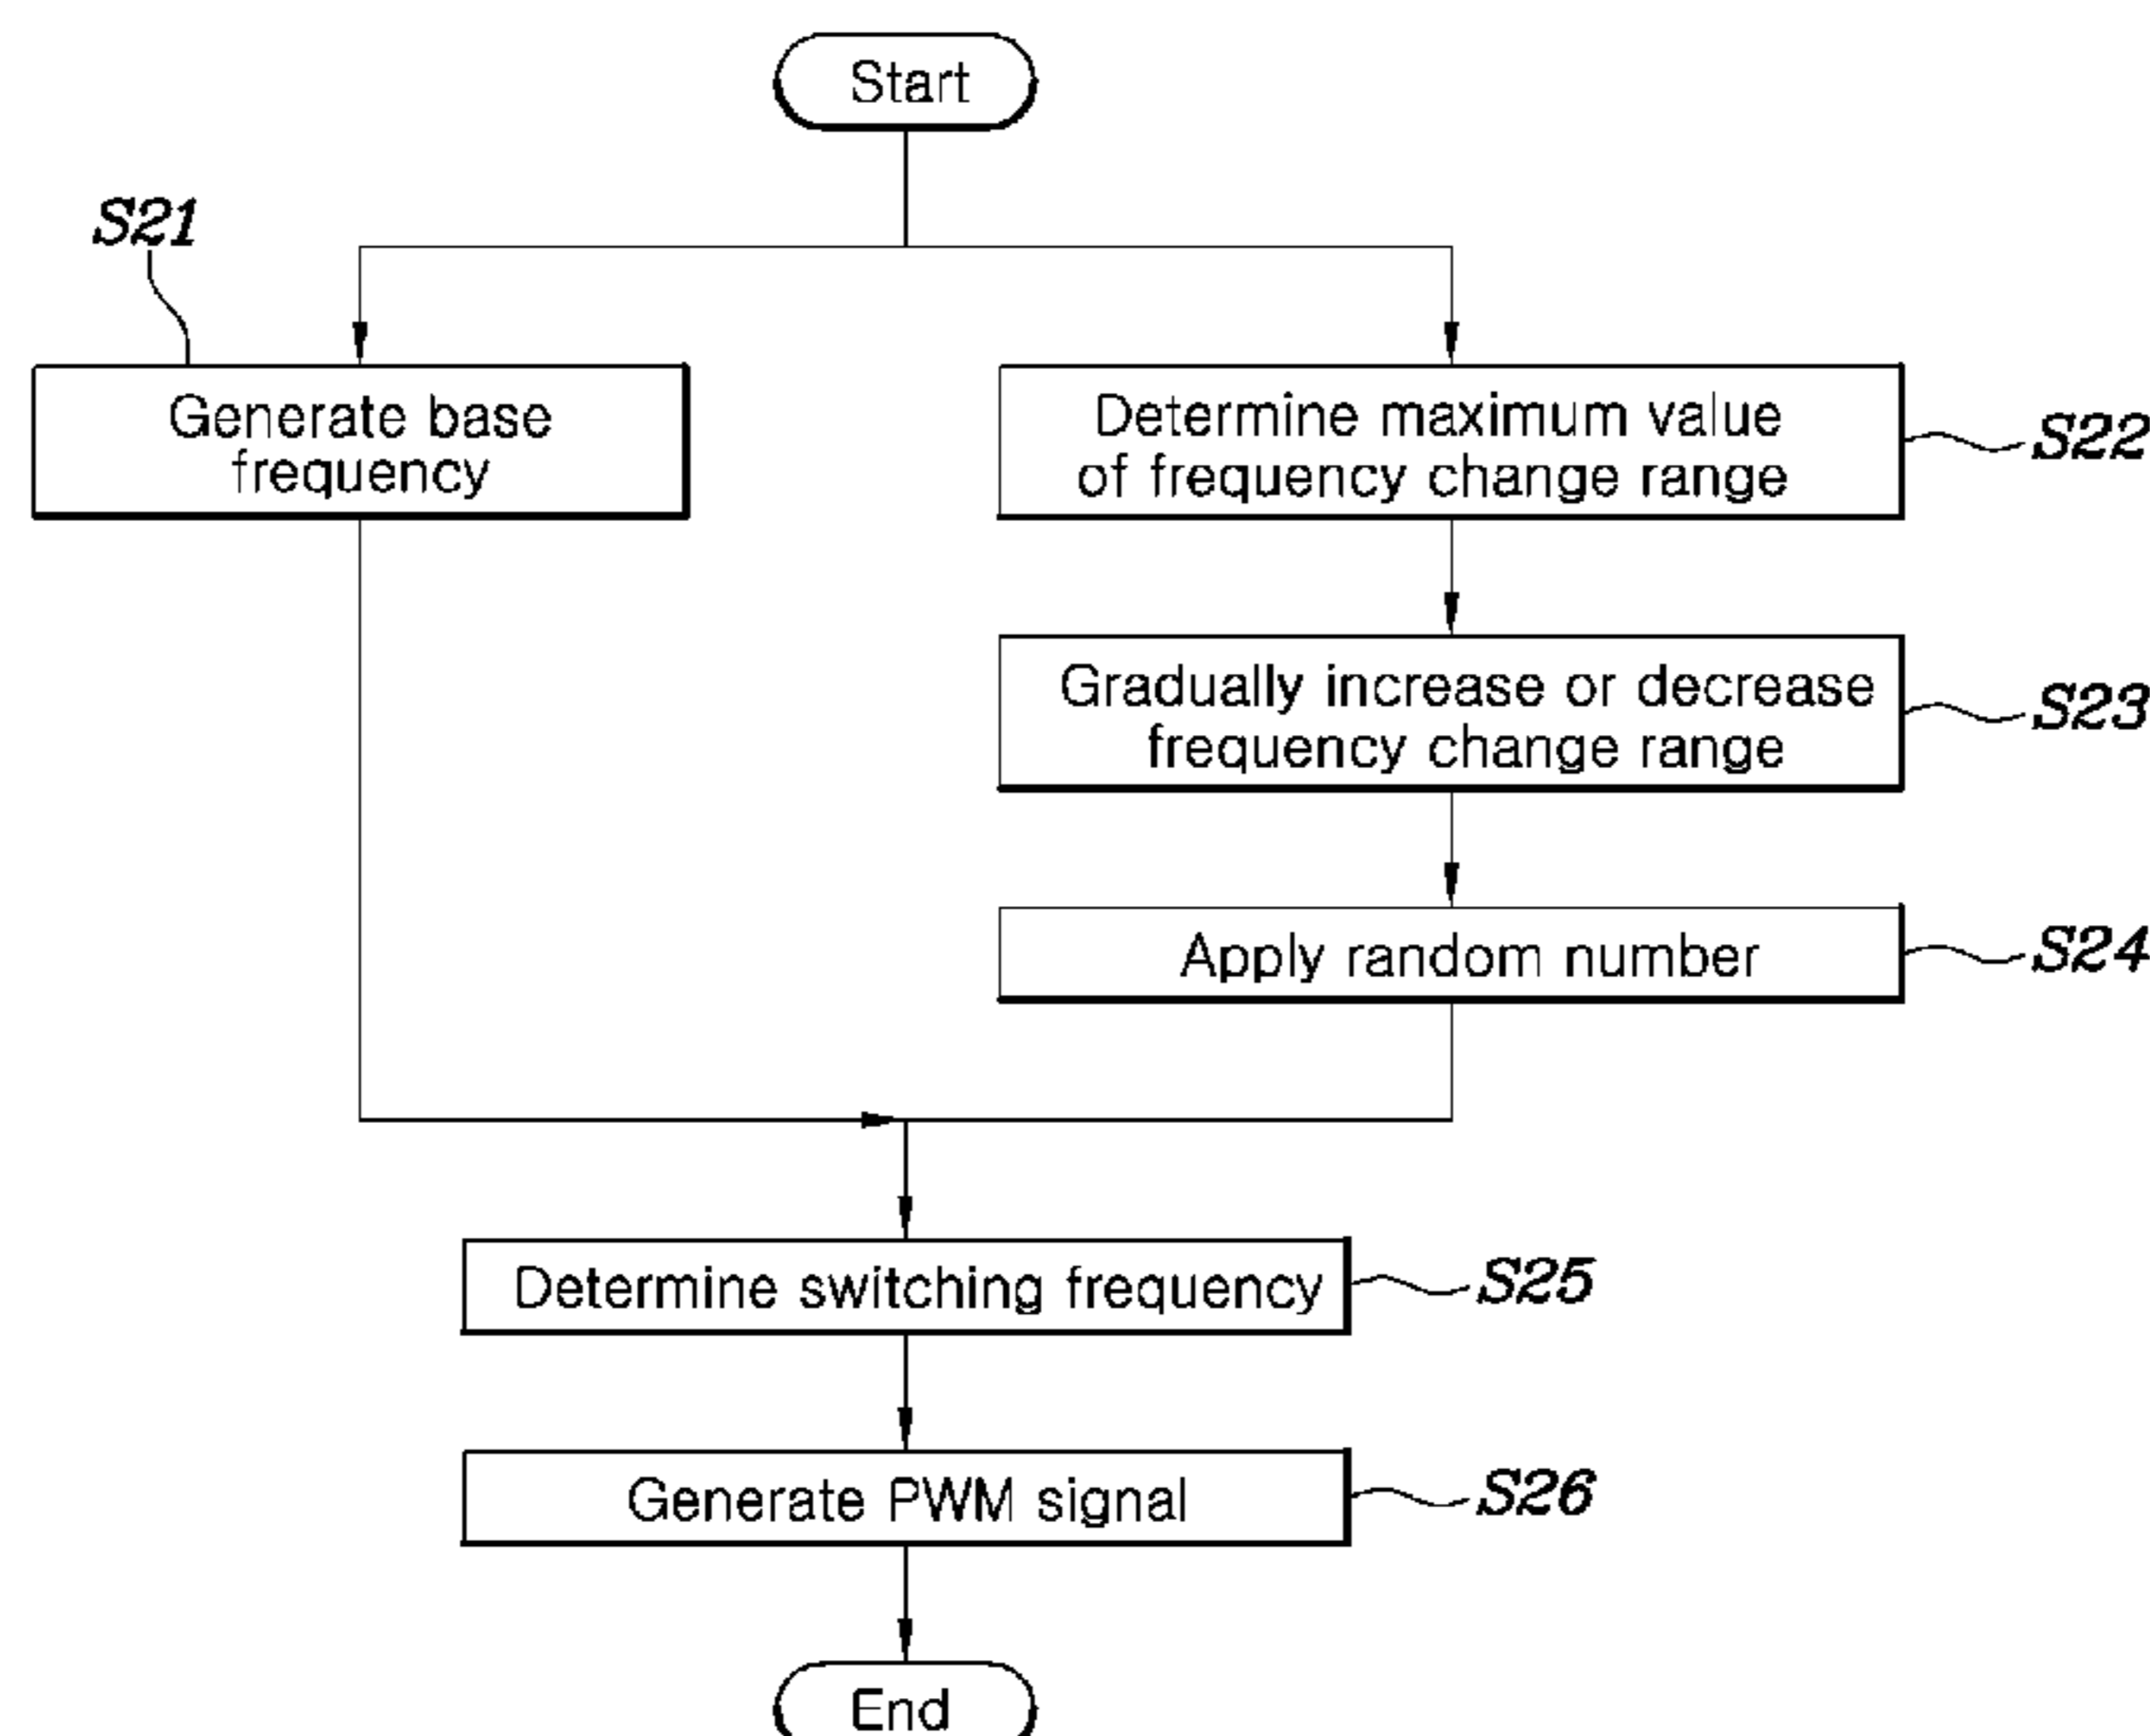 Start
S21
Generate base
frequency
Determine maximum value
of frequency change range
S22
Gradually increase or decrease
frequency change range
S23
Apply random number
S24
Determine switching frequency
S25
Generate PWM signal
S26
End